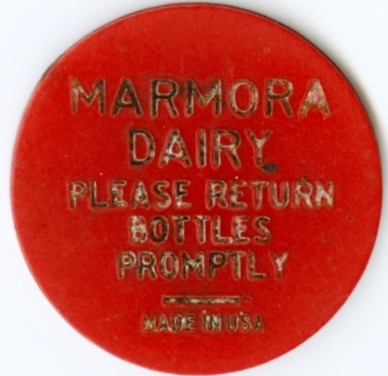 MARMORA
DAIRY
PLEASE RETURN
BOTTLES
PROMPTLY
MADE IN USA